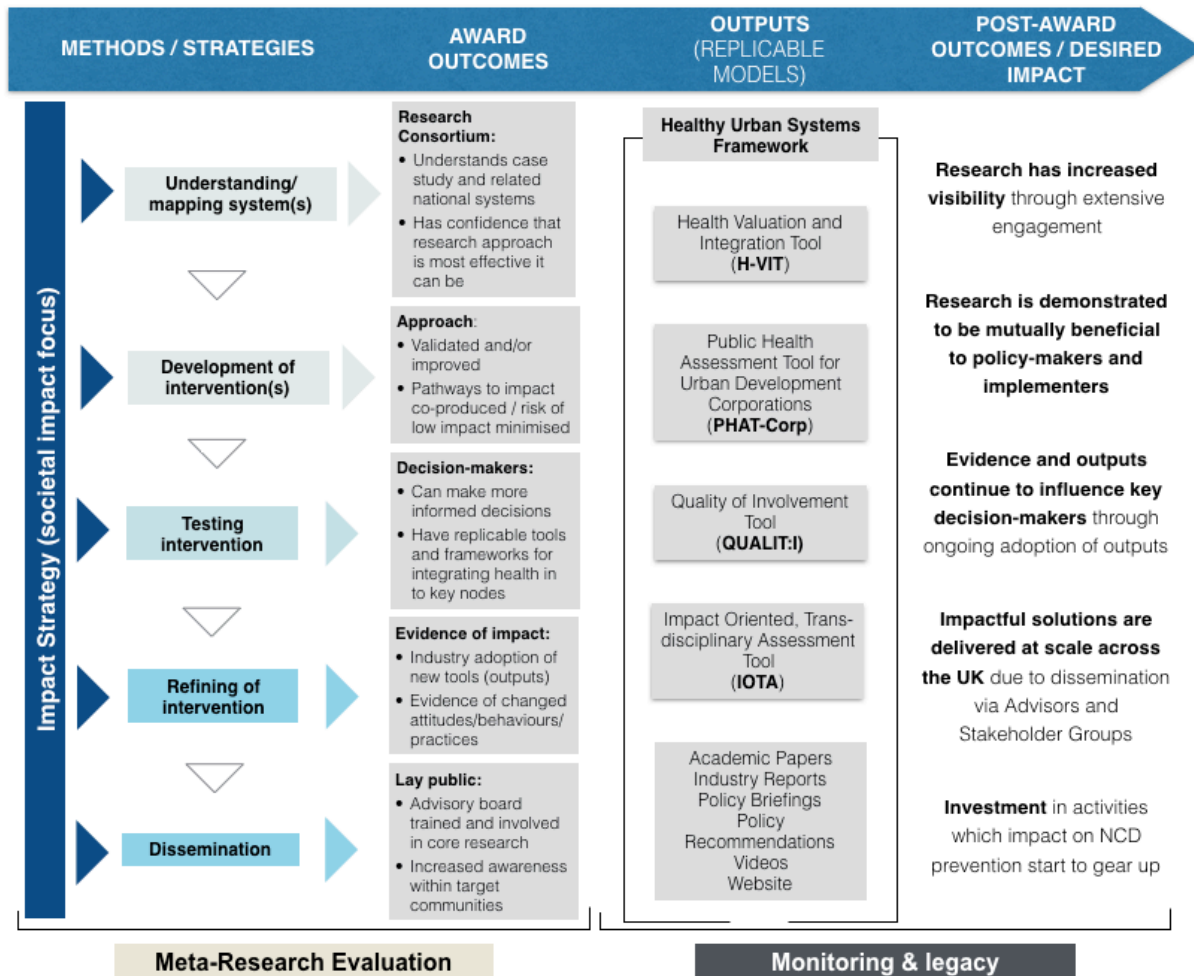 METHODS / STRATEGIES
AWARD
OUTCOMES
OUTPUTS
(REPLICABLE
MODELS)
POST-AWARD
OUTCOMES / DESIRED
IMPACT
Impact Strategy (societal impact focus)
Understanding/
mapping system(s)
Development of
intervention(s)
Testing
intervention
Refining of
intervention
Dissemination
Research
Consortium:
• Understands case
study and related
national systems
• Has confidence that
research approach
is most effective it
can be
Approach:
• Validated and/or
improved
• Pathways to impact
co-produced / risk of
low impact minimised
Decision-makers:
• Can make more
informed decisions
• Have replicable tools
and frameworks for
integrating health in
to key nodes
Evidence of impact:
• Industry adoption of
new tools (outputs)
• Evidence of changed
attitudes/behaviours/
practices
Lay public:
• Advisory board
trained and involved
in core research
• Increased awareness
within target
communities
Healthy Urban Systems
Framework
Health Valuation and
Integration Tool
(H-VIT)
Public Health
Assessment Tool for
Urban Development
Corporations
(PHAT-Corp)
Quality of Involvement
Tool
(QUALIT:I)
Impact Oriented, Trans-
disciplinary Assessment
Tool
(IOTA)
Academic Papers
Industry Reports
Policy Briefings
Policy
Recommendations
Videos
Website
Research has increased
visibility through extensive
engagement
Research is demonstrated
to be mutually beneficial
to policy-makers and
implementers
Evidence and outputs
continue to influence key
decision-makers through
ongoing adoption of outputs
Impactful solutions are
delivered at scale across
the UK due to dissemination
via Advisors and
Stakeholder Groups
Investment in activities
which impact on NCD
prevention start to gear up
Meta-Research Evaluation
Monitoring & legacy